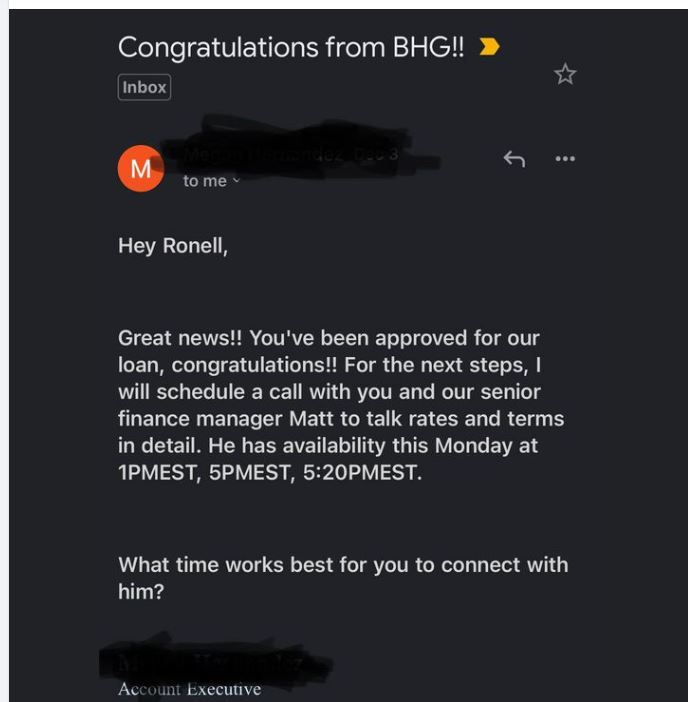 Congratulations from BHG!!
Inbox
M
to me
Hey Ronell,
Great news!! You've been approved for our
loan, congratulations!! For the next steps, I
will schedule a call with you and our senior
finance manager Matt to talk rates and terms
in detail. He has availability this Monday at
1PMEST, 5PMEST, 5:20PMEST.
What time works best for you to connect with
him?
Account Executive